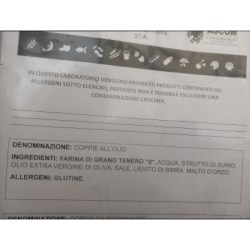 ASCOM
IN QUESTO LABORATORIO VENGONO PREPARATI PRODOTTI CONTENENTI GLI
ALLERGENI SOTTO ELENCATI, PERTANTO NON È POSSIBILE ESCLUDERE UNA
CONTAMINAZIONE CROCIATA.
DENOMINAZIONE: COPPIE ALL'OLIO
INGREDIENTI: FARINA DI GRANO TENERO "0", ACQUA, STRUTTO DI SUINO,
OLIO EXTRA VERGINE DI OLIVA, SALE, LIEVITO DI BIRRA, MALTO D'ORZO.
ALLERGENI: GLUTINE.